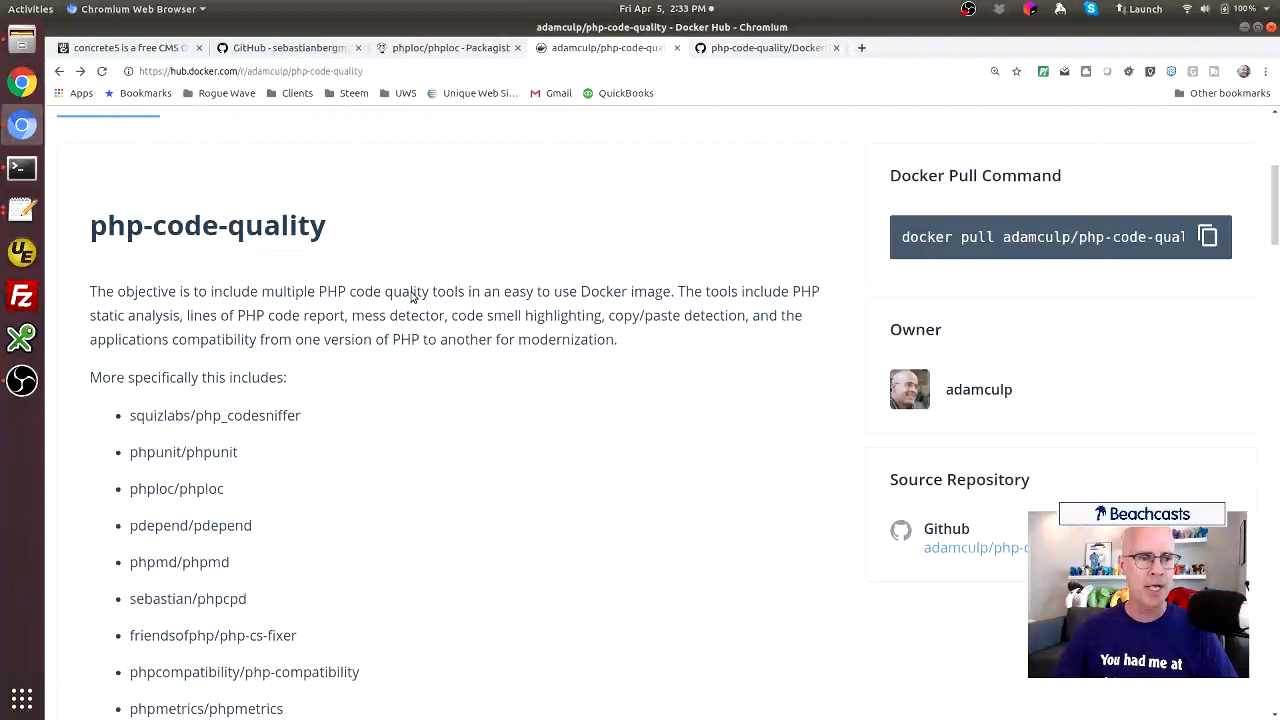 Activities
Chromium Web Browser
Fri Apr 5, 2:33 PM
Launch
100%
adamculp/php-code-quality - Docker Hub - Chromium
concrete5 is a free CMS O
GitHub - sebastianbergm
phploc/phploc - Packagist
adamculp/php-code-qual
php-code-quality/Docker
https://hub.docker.com/r/adamculp/php-code-quality
Apps
Bookmarks
Rogue Wave
Clients
Steem
UWS
Unique Web Si...
Gmail
QuickBooks
Other bookmarks
php-code-quality
The objective is to include multiple PHP code quality tools in an easy to use Docker image. The tools include PHP
static analysis, lines of PHP code report, mess detector, code smell highlighting, copy/paste detection, and the
applications compatibility from one version of PHP to another for modernization.
More specifically this includes:
squizlabs/php_codesniffer
phpunit/phpunit
phploc/phploc
pdepend/pdepend
phpmd/phpmd
sebastian/phpcpd
friendsofphp/php-cs-fixer
phpcompatibility/php-compatibility
phpmetrics/phpmetrics
Docker Pull Command
docker pull adamculp/php-code-qual
Owner
adamculp
Source Repository
Github
adamculp/php-c
Beachcasts
You had me at